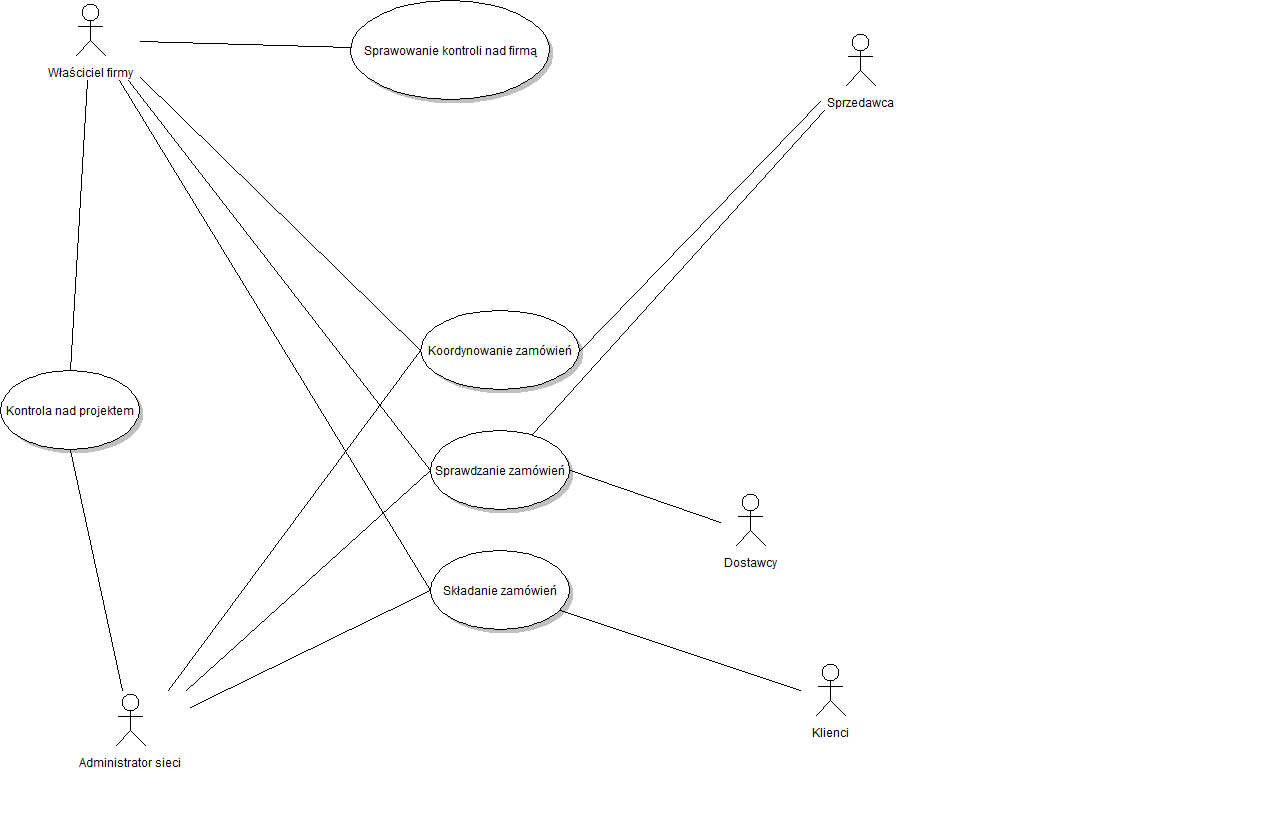 Sprawowanie kontroli nad firmą
Właściciel firmy
Sprzedawca
Koordynowanie zamówień
Kontrola nad projektem
Sprawdzanie zamówień
Dostawcy
Składanie zamówień
Klienci
Administrator sieci